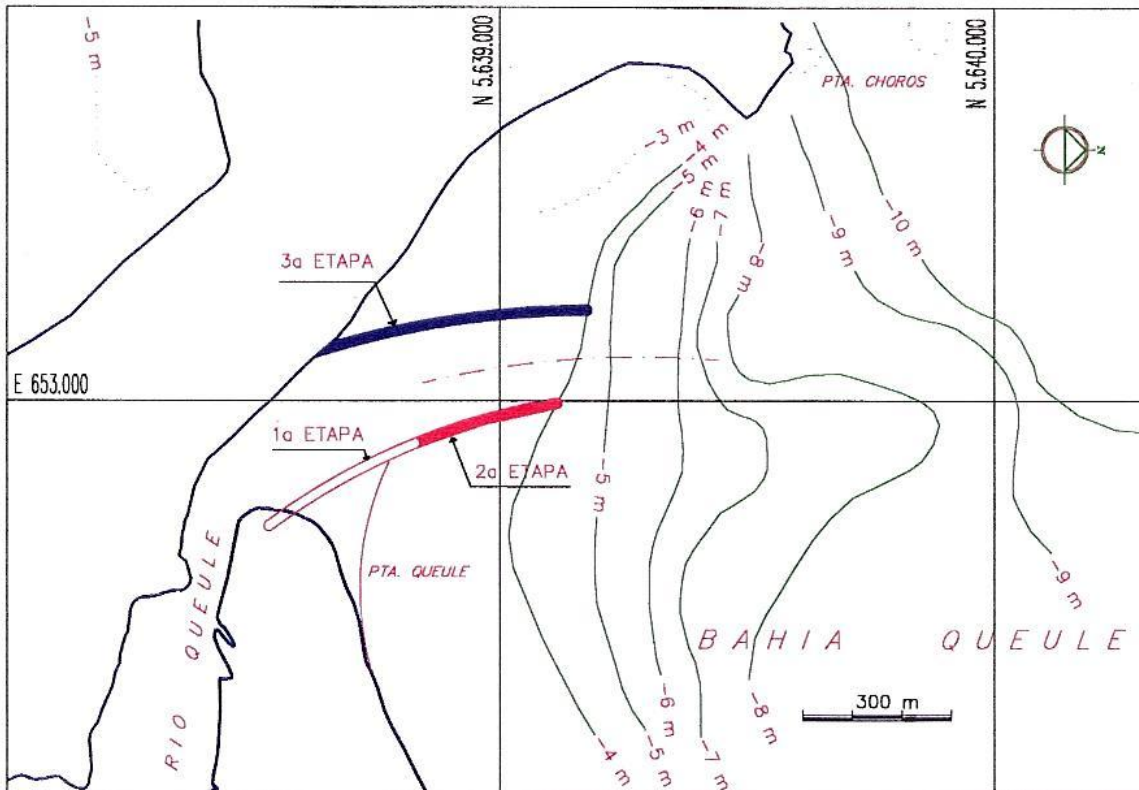 -5 m
N 5.639.000
N 5.640.000
PTA. CHOROS
N
-3 m
-4 m
-5 m
-6 m
-7 m
-8 m
-9 m
-10 m
3a ETAPA
E 653.000
1a ETAPA
2a ETAPA
-5 m
PTA. QUEULE
RIO QUEULE
BAHIA QUEULE
-9 m
300 m
-4 m
-5 m
-6 m
-7 m
-8 m